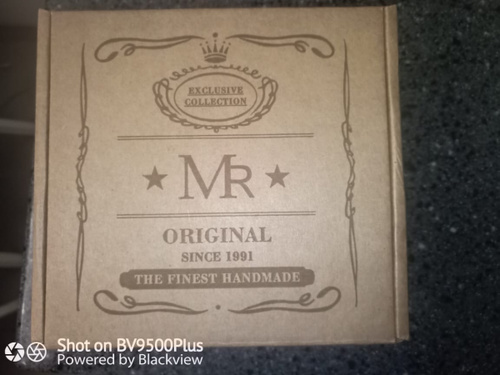 EXCLUSIVE
COLLECTION
MR
ORIGINAL
SINCE 1991
THE FINEST HANDMADE
Shot on BV9500Plus
Powered by Blackview